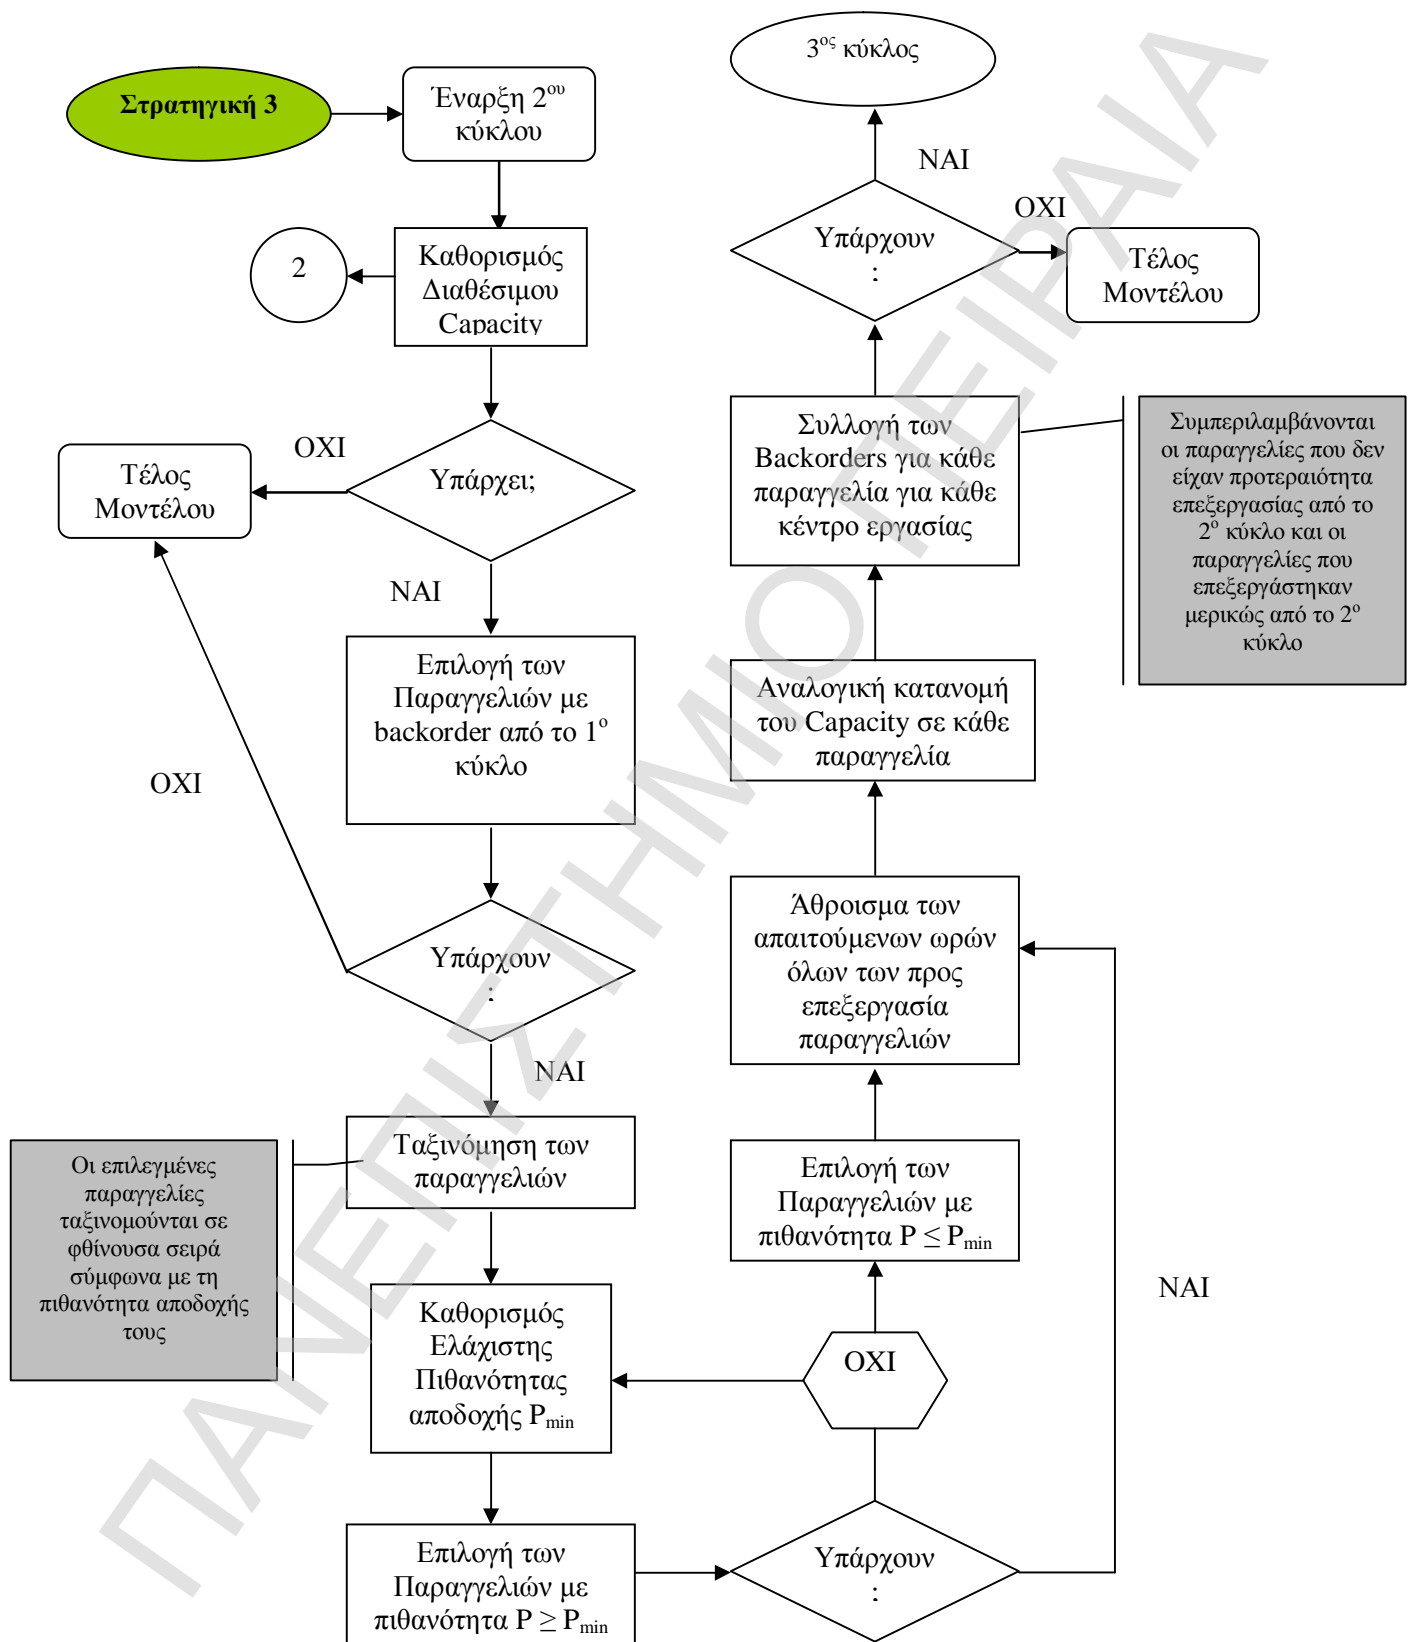 Στρατηγική 3
Έναρξη 2ου
κύκλου
2
Καθορισμός
Διαθέσιμου
Capacity
ΟΧΙ
Τέλος
Μοντέλου
Υπάρχει;
ΝΑΙ
Επιλογή των
Παραγγελιών με
backorder από το 1ο
κύκλο
ΟΧΙ
Υπάρχουν
;
ΝΑΙ
Ταξινόμηση των
παραγγελιών
Οι επιλεγμένες
παραγγελίες
ταξινομούνται σε
φθίνουσα σειρά
σύμφωνα με τη
πιθανότητα αποδοχής
τους
Καθορισμός
Ελάχιστης
Πιθανότητας
αποδοχής Pmin
Επιλογή των
Παραγγελιών με
πιθανότητα P ≥ Pmin
Υπάρχουν
;
ΟΧΙ
ΝΑΙ
Επιλογή των
Παραγγελιών με
πιθανότητα P ≤ Pmin
Άθροισμα των
απαιτούμενων ωρών
όλων των προς
επεξεργασία
παραγγελιών
Αναλογική κατανομή
του Capacity σε κάθε
παραγγελία
Συλλογή των
Backorders για κάθε
παραγγελία για κάθε
κέντρο εργασίας
Συμπεριλαμβάνονται
οι παραγγελίες που δεν
είχαν προτεραιότητα
επεξεργασίας από το
2ο κύκλο και οι
παραγγελίες που
επεξεργάστηκαν
μερικώς από το 2ο
κύκλο
Υπάρχουν
;
ΟΧΙ
Τέλος
Μοντέλου
ΝΑΙ
3ος κύκλος
ΠΑΝΕΠΙΣΤΗΜΙΟ ΠΕΙΡΑΙΑ